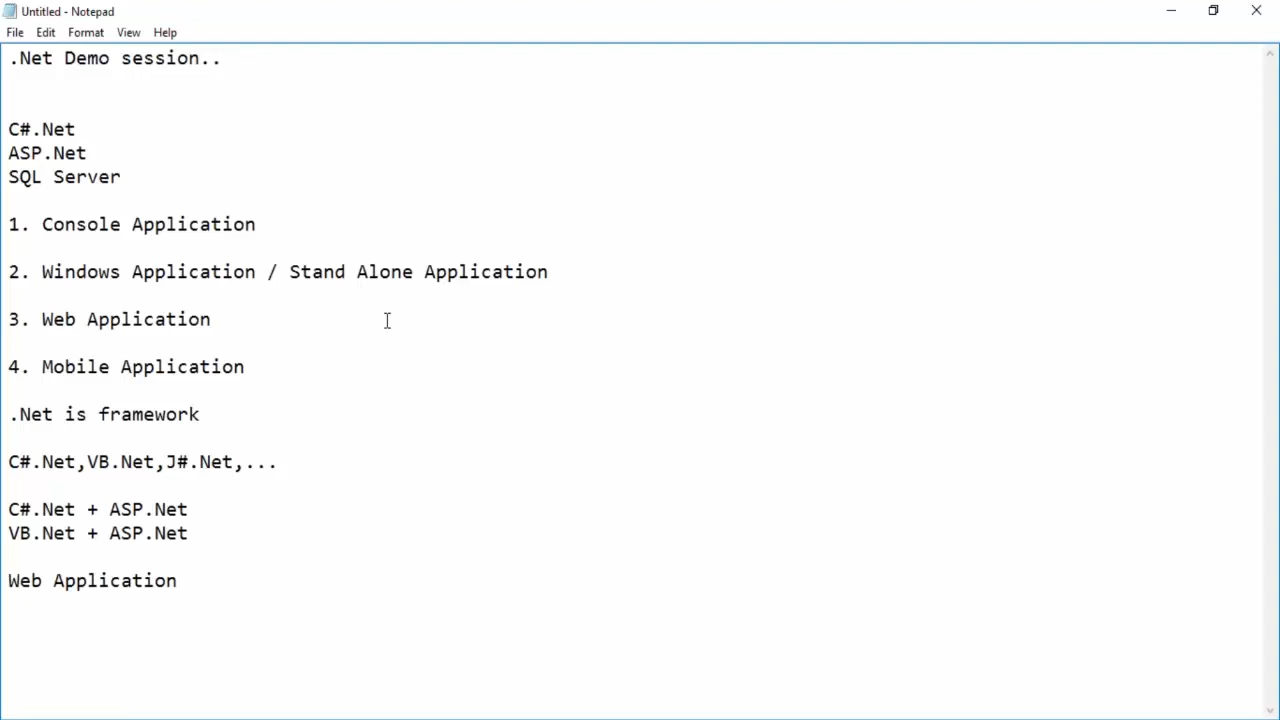 Untitled - Notepad
File Edit Format View Help
.Net Demo session..
C#.Net
ASP.Net
SQL Server
1. Console Application
2. Windows Application / Stand Alone Application
3. Web Application
4. Mobile Application
.Net is framework
C#.Net,VB.Net,J#.Net,...
C#.Net + ASP.Net
VB.Net + ASP.Net
Web Application